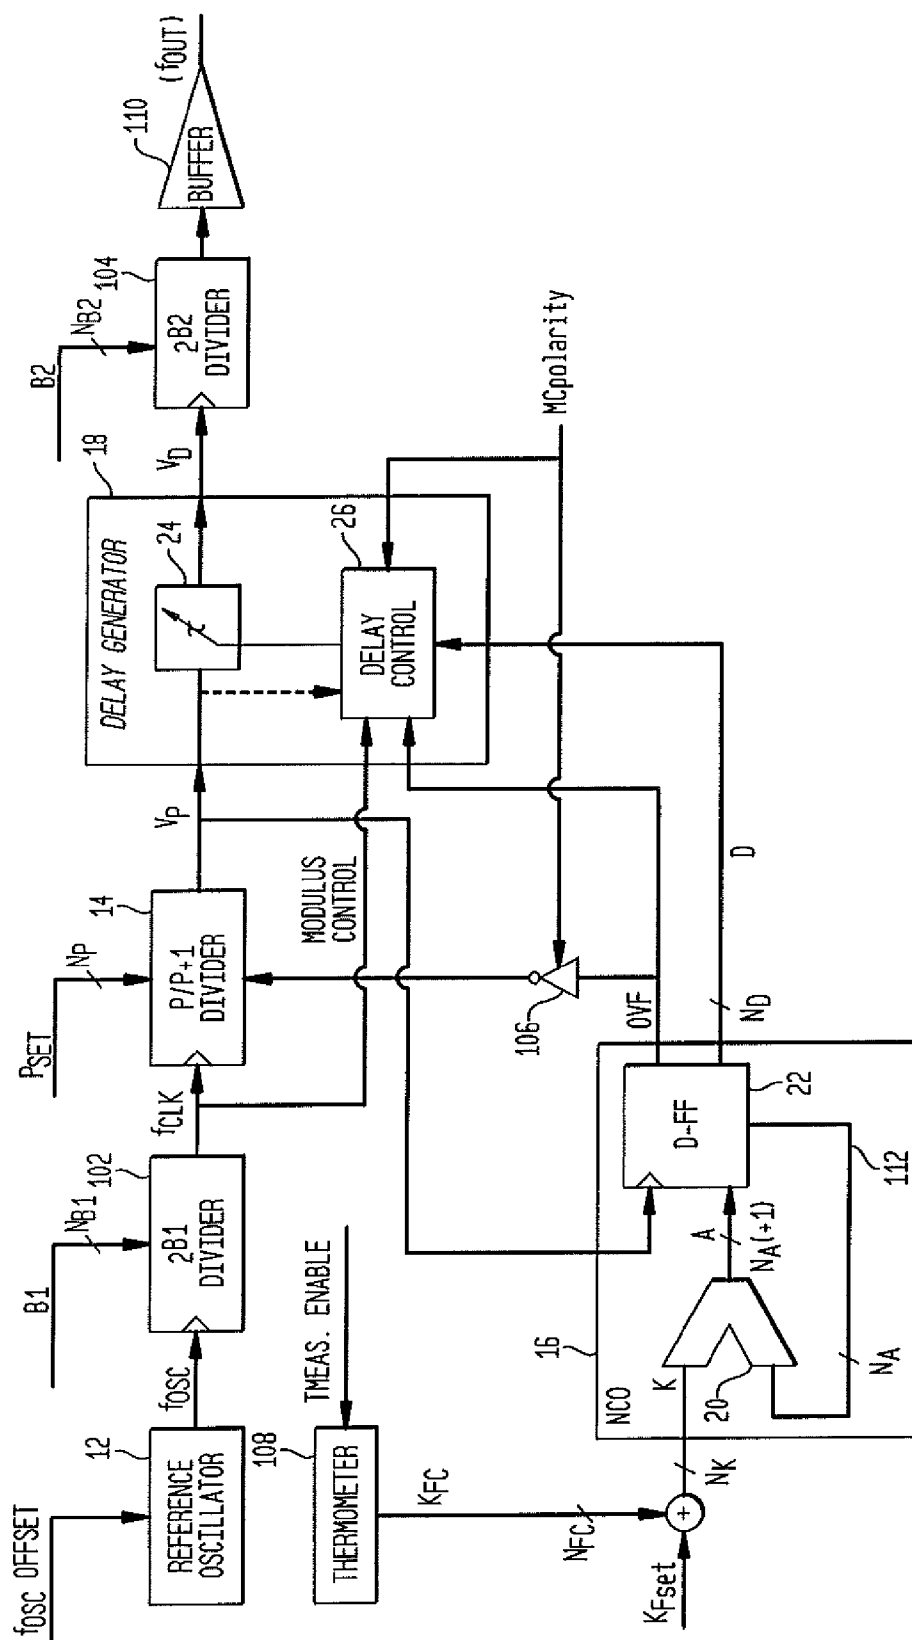 fOSC OFFSET
12
REFERENCE
OSCILLATOR
fOSC
B1
NB1
102
2B1
DIVIDER
fCLK
PSET
NP
14
P/P+1
DIVIDER
VP
18
DELAY GENERATOR
24
τ
26
DELAY
CONTROL
VD
B2
NB2
104
2B2
DIVIDER
110
BUFFER
(fOUT)
MODULUS
CONTROL
MCpolarity
TMEAS. ENABLE
108
THERMOMETER
KFC
NFC
KFset
+
NK
16
NCO
K
20
A
NA(+1)
NA
D-FF
22
112
106
OVF
ND
D